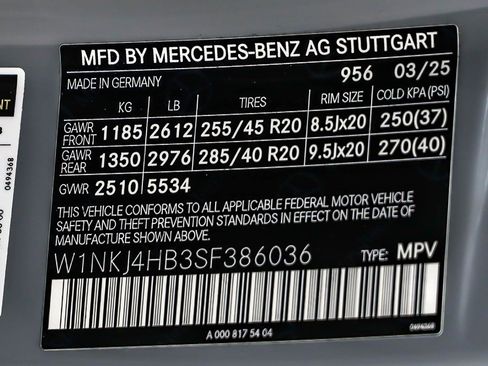 MFD BY MERCEDES-BENZ AG STUTTGART
MADE IN GERMANY 956 03/25
KG LB TIRES RIM SIZE COLD KPA(PSI)
GAWR FRONT 1185 2612 255/45 R20 8.5Jx20 250(37)
GAWR REAR 1350 2976 285/40 R20 9.5Jx20 270(40)
GVWR 2510 5534
THIS VEHICLE CONFORMS TO ALL APPLICABLE FEDERAL MOTOR VEHICLE
SAFETY AND THEFT PREVENTION STANDARDS IN EFFECT ON THE DATE
OF MANUFACTURE SHOWN ABOVE.
W1NKJ4HB3SF386036 TYPE: MPV
A 000 817 54 04
0494368
0494368